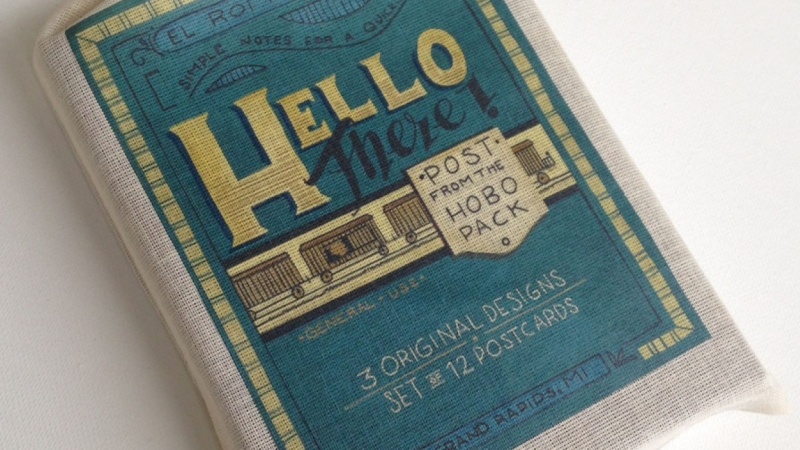 EL ROI
SIMPLE NOTES FOR A QUICK
HELLO
There!
·POST·
FROM THE
HOBO
PACK
-GENERAL-USE-
3 ORIGINAL DESIGNS
SET OF 12 POSTCARDS
GRAND RAPIDS, MI